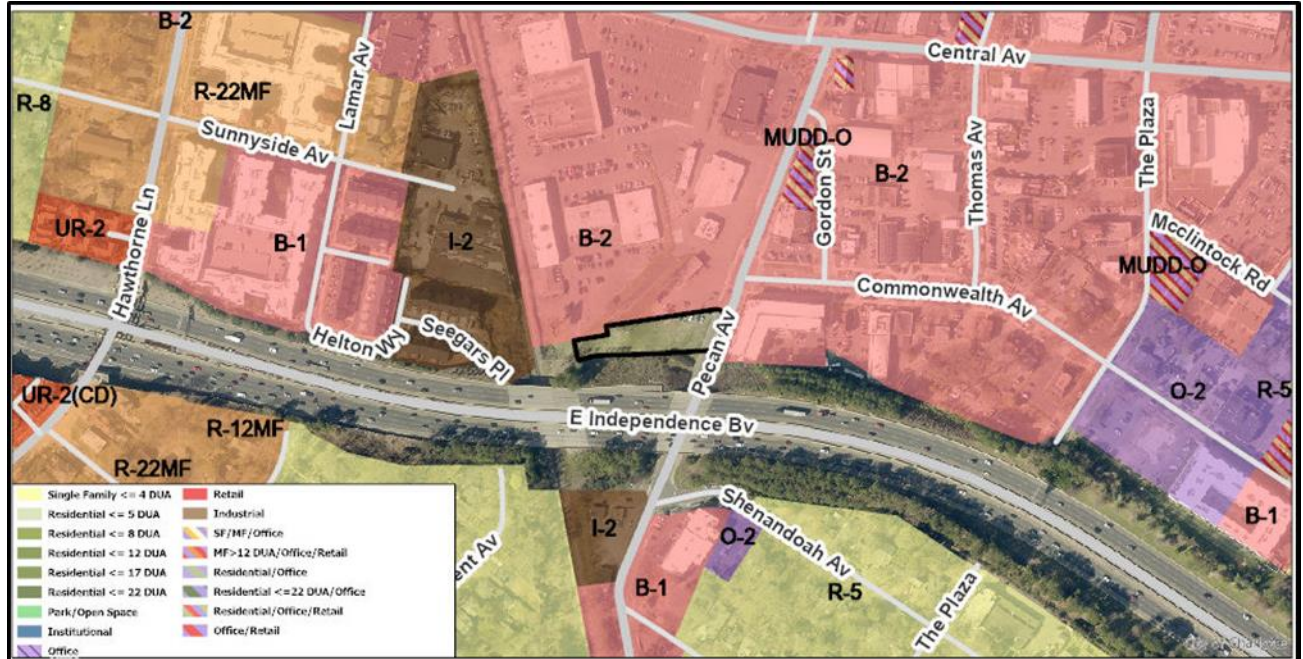 B-2
Lamar Av
Central Av
The Plaza
R-8
R-22MF
Sunnyside Av
MUDD-O
Gordon St
B-2
Thomas Av
Hawthorne Ln
UR-2
B-1
I-2
B-2
Mcclintock Rd
MUDD-O
Commonwealth Av
Helton Wy
Seegars Pl
Pecan Av
O-2
R-5
UR-2(CD)
R-12MF
E Independence Bv
R-22MF
B-1
I-2
Shenandoah Av
O-2
B-1
R-5
The Plaza
ent Av
Single Family <= 4 DUA
Residential <= 5 DUA
Residential <= 8 DUA
Residential <= 12 DUA
Residential <= 17 DUA
Residential <= 22 DUA
Park/Open Space
Institutional
Office
Retail
Industrial
SF/MF/Office
MF>12 DUA/Office/Retail
Residential/Office
Residential <=22 DUA/Office
Residential/Office/Retail
Office/Retail